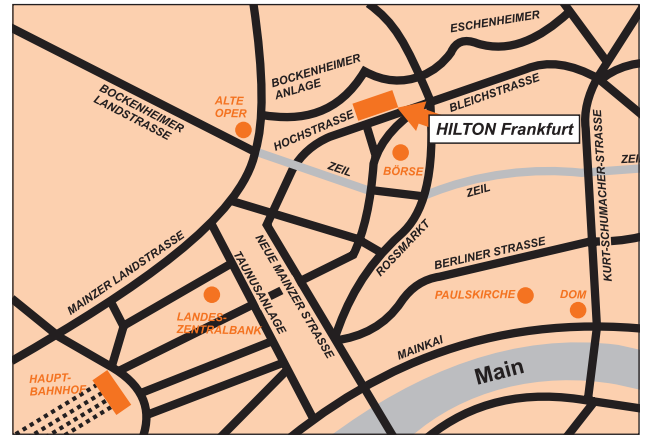 ESCHENHEIMER
BOCKENHEIMER
ANLAGE
BOCKENHEIMER
LANDSTRASSE
ALTE
OPER
HOCHSTRASSE
BLEICHSTRASSE
HILTON Frankfurt
BÖRSE
ZEIL
ZEIL
ZEI
KURT-SCHUMACHER-STRASSE
MAINZER LANDSTRASSE
TAUNUSANLAGE
NEUE MAINZER STRASSE
ROSSMARKT
BERLINER STRASSE
PAULSKIRCHE
DOM
LANDES-
ZENTRALBANK
MAINKAI
Main
HAUPT-
BAHNHOF